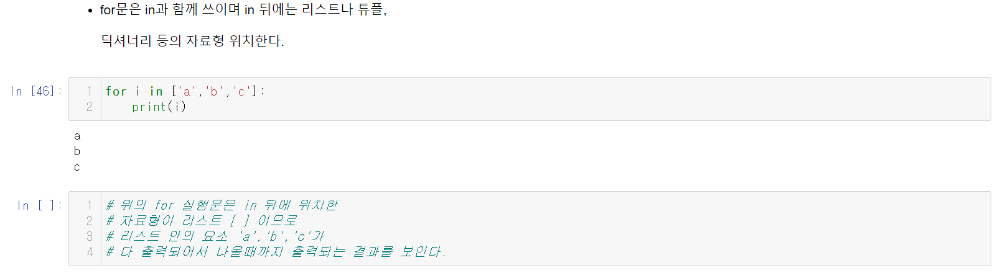 • for문은 in과 함께 쓰이며 in 뒤에는 리스트나 튜플,
딕셔너리 등의 자료형 위치한다.
In [46]:
1 for i in ['a','b','c']:
2     print(i)
a
b
c
In [ ]:
1 # 위의 for 실행문은 in 뒤에 위치한
2 # 자료형이 리스트 [ ] 이므로
3 # 리스트 안의 요소 'a','b','c'가
4 # 다 출력되어서 나올때까지 출력되는 결과를 보인다.